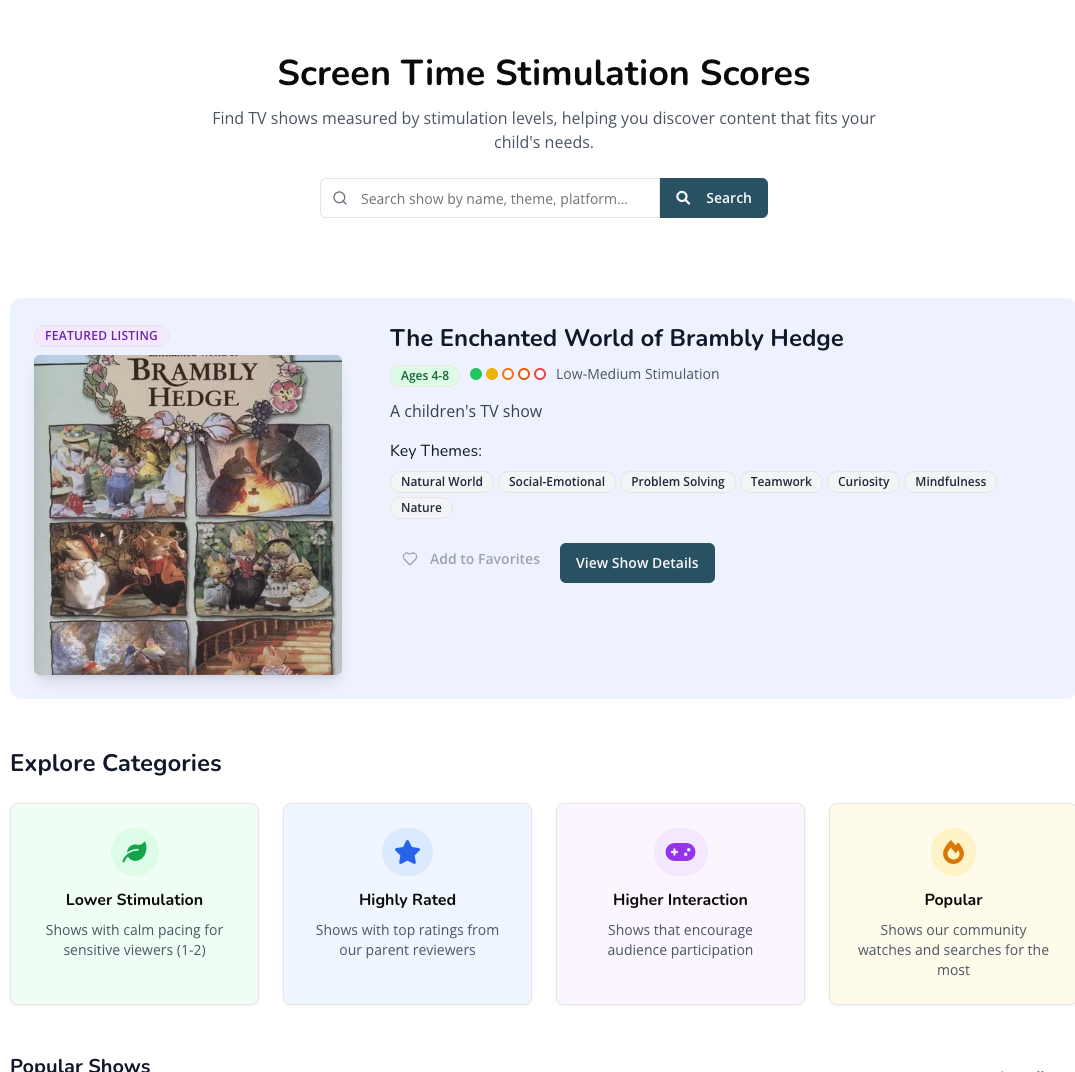 Screen Time Stimulation Scores
Find TV shows measured by stimulation levels, helping you discover content that fits your
child's needs.
Search show by name, theme, platform...
Search
FEATURED LISTING
BRAMBLY
HEDGE
The Enchanted World of Brambly Hedge
Ages 4-8
Low-Medium Stimulation
A children's TV show
Key Themes:
Natural World
Social-Emotional
Problem Solving
Teamwork
Curiosity
Mindfulness
Nature
Add to Favorites
View Show Details
Explore Categories
Lower Stimulation
Shows with calm pacing for
sensitive viewers (1-2)
Highly Rated
Shows with top ratings from
our parent reviewers
Higher Interaction
Shows that encourage
audience participation
Popular
Shows our community
watches and searches for the
most
Popular Shows